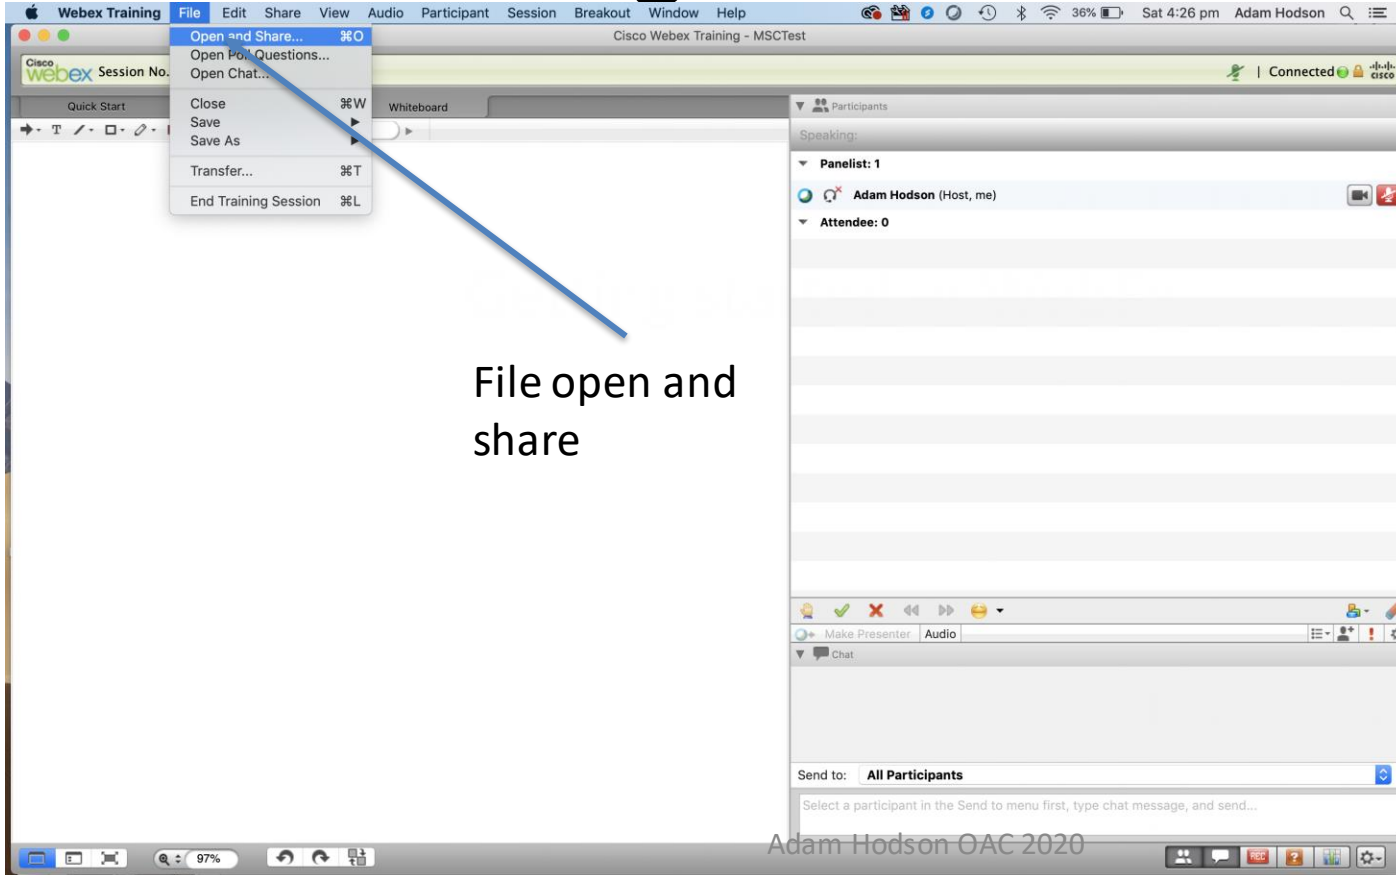 Webex Training File Edit Share View Audio Participant Session Breakout Window Help 36% Sat 4:26 pm Adam Hodson
Cisco Webex Training - MSCTest
Open and Share... ⌘O
Open Poll Questions...
Open Chat...
Close ⌘W
Save
Save As
Transfer... ⌘T
End Training Session ⌘L
Cisco
webex Session No.
Connected
cisco
Quick Start
Whiteboard
T
Participants
Speaking:
Panelist: 1
Adam Hodson (Host, me)
Attendee: 0
File open and
share
Make Presenter Audio
Chat
Send to: All Participants
Select a participant in the Send to menu first, type chat message, and send...
Adam Hodson OAC 2020
97%
REC